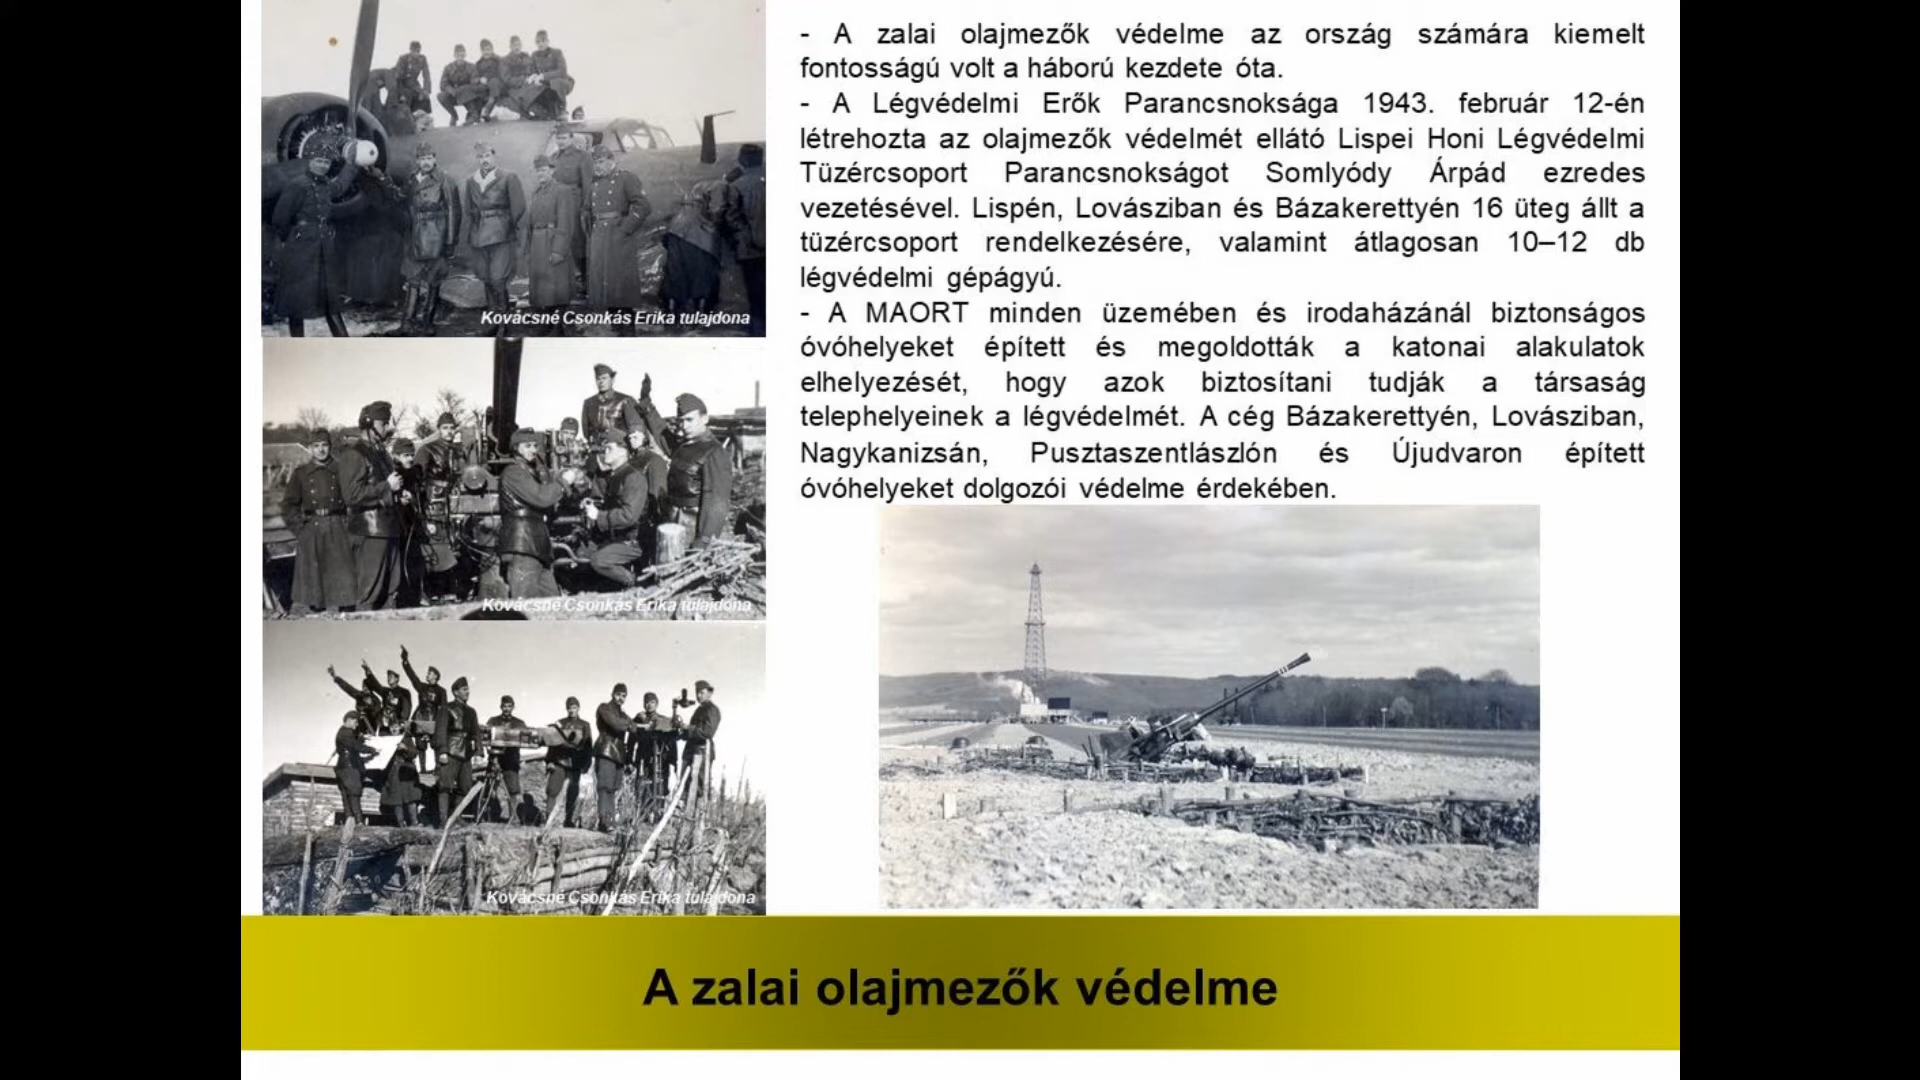 - A zalai olajmezők védelme az ország számára kiemelt
fontosságú volt a háború kezdete óta.
- A Légvédelmi Erők Parancsnoksága 1943. február 12-én
létrehozta az olajmezők védelmét ellátó Lispei Honi Légvédelmi
Tüzércsoport Parancsnokságot Somlyódy Árpád ezredes
vezetésével. Lispén, Lovásziban és Bázakerettyén 16 üteg állt a
tüzércsoport rendelkezésére, valamint átlagosan 10–12 db
légvédelmi gépágyú.
- A MAORT minden üzemében és irodaházánál biztonságos
óvóhelyeket épített és megoldották a katonai alakulatok
elhelyezését, hogy azok biztosítani tudják a társaság
telephelyeinek a légvédelmét. A cég Bázakerettyén, Lovásziban,
Nagykanizsán, Pusztaszentlászlón és Újudvaron épített
óvóhelyeket dolgozói védelme érdekében.
Kovácsné Csonkás Erika tulajdona
Kovácsné Csonkás Erika tulajdona
Kovácsné Csonkás Erika tulajdona
A zalai olajmezők védelme